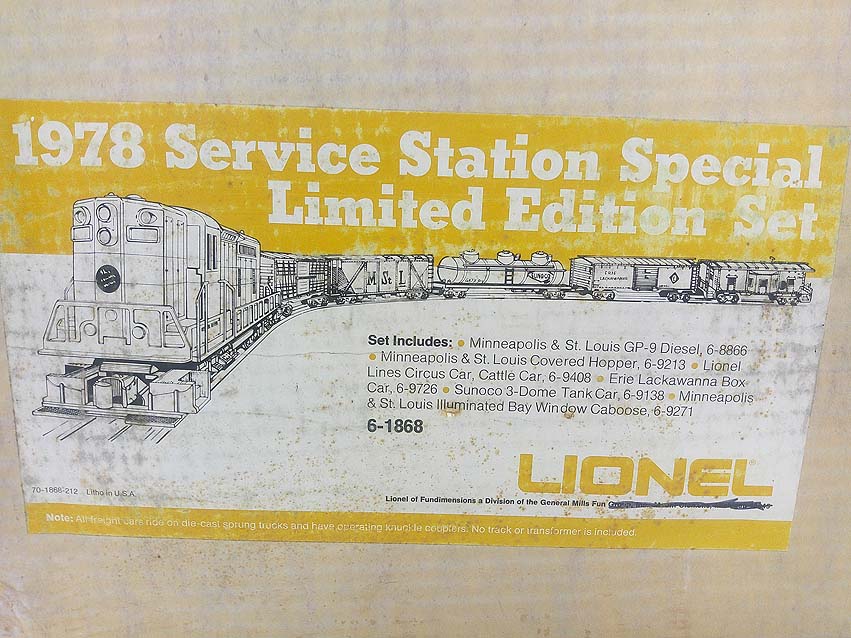 1978 Service Station Special
Limited Edition Set
M St L
SUNOCO
ERIE
LACKAWANNA
E
Set Includes: • Minneapolis & St. Louis GP-9 Diesel, 6-8866
• Minneapolis & St. Louis Covered Hopper, 6-9213 • Lionel
Lines Circus Car, Cattle Car, 6-9408 • Erie Lackawanna Box
Car, 6-9726 • Sunoco 3-Dome Tank Car, 6-9138 • Minneapolis
& St. Louis Illuminated Bay Window Caboose, 6-9271
6-1868
LIONEL®
70-1868-212 Litho in U.S.A.
Lionel of Fundimensions a Division of the General Mills Fun
Note: All freight cars ride on die-cast sprung trucks and have operating knuckle couplers. No track or transformer is included.